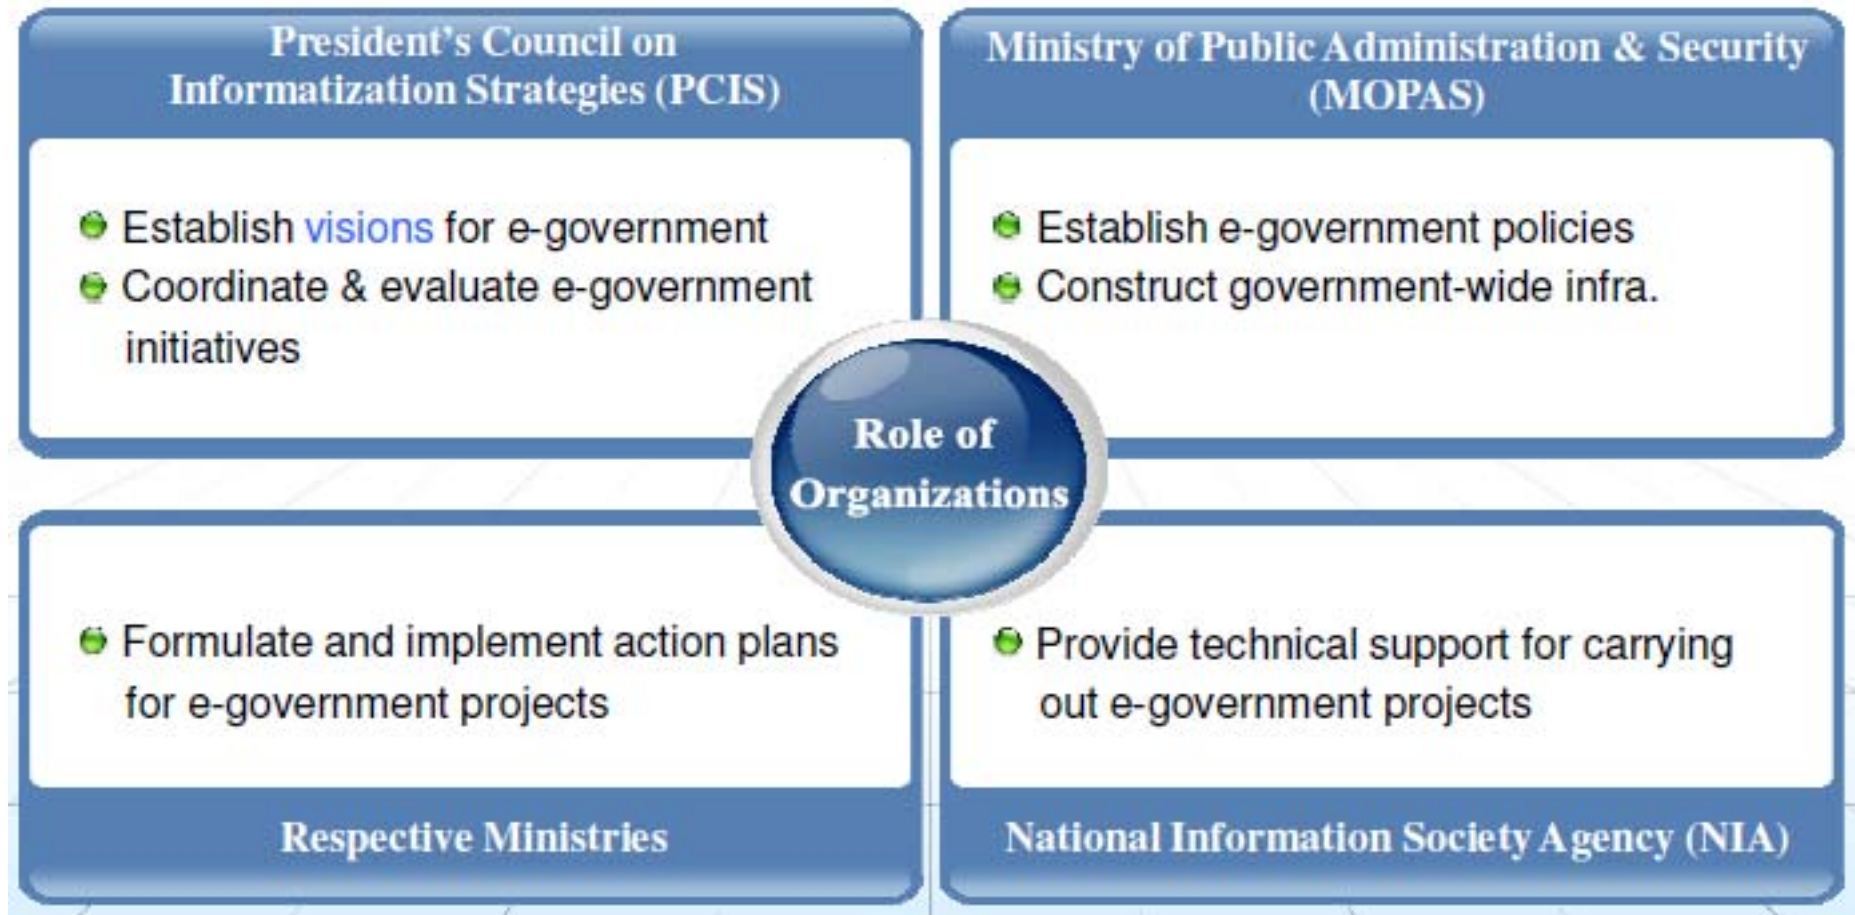 President's Council on
Informatization Strategies (PCIS)
Establish visions for e-government
Coordinate & evaluate e-government
initiatives
Ministry of Public Administration & Security
(MOPAS)
Establish e-government policies
Construct government-wide infra.
Role of
Organizations
Formulate and implement action plans
for e-government projects
Respective Ministries
Provide technical support for carrying
out e-government projects
National Information Society Agency (NIA)